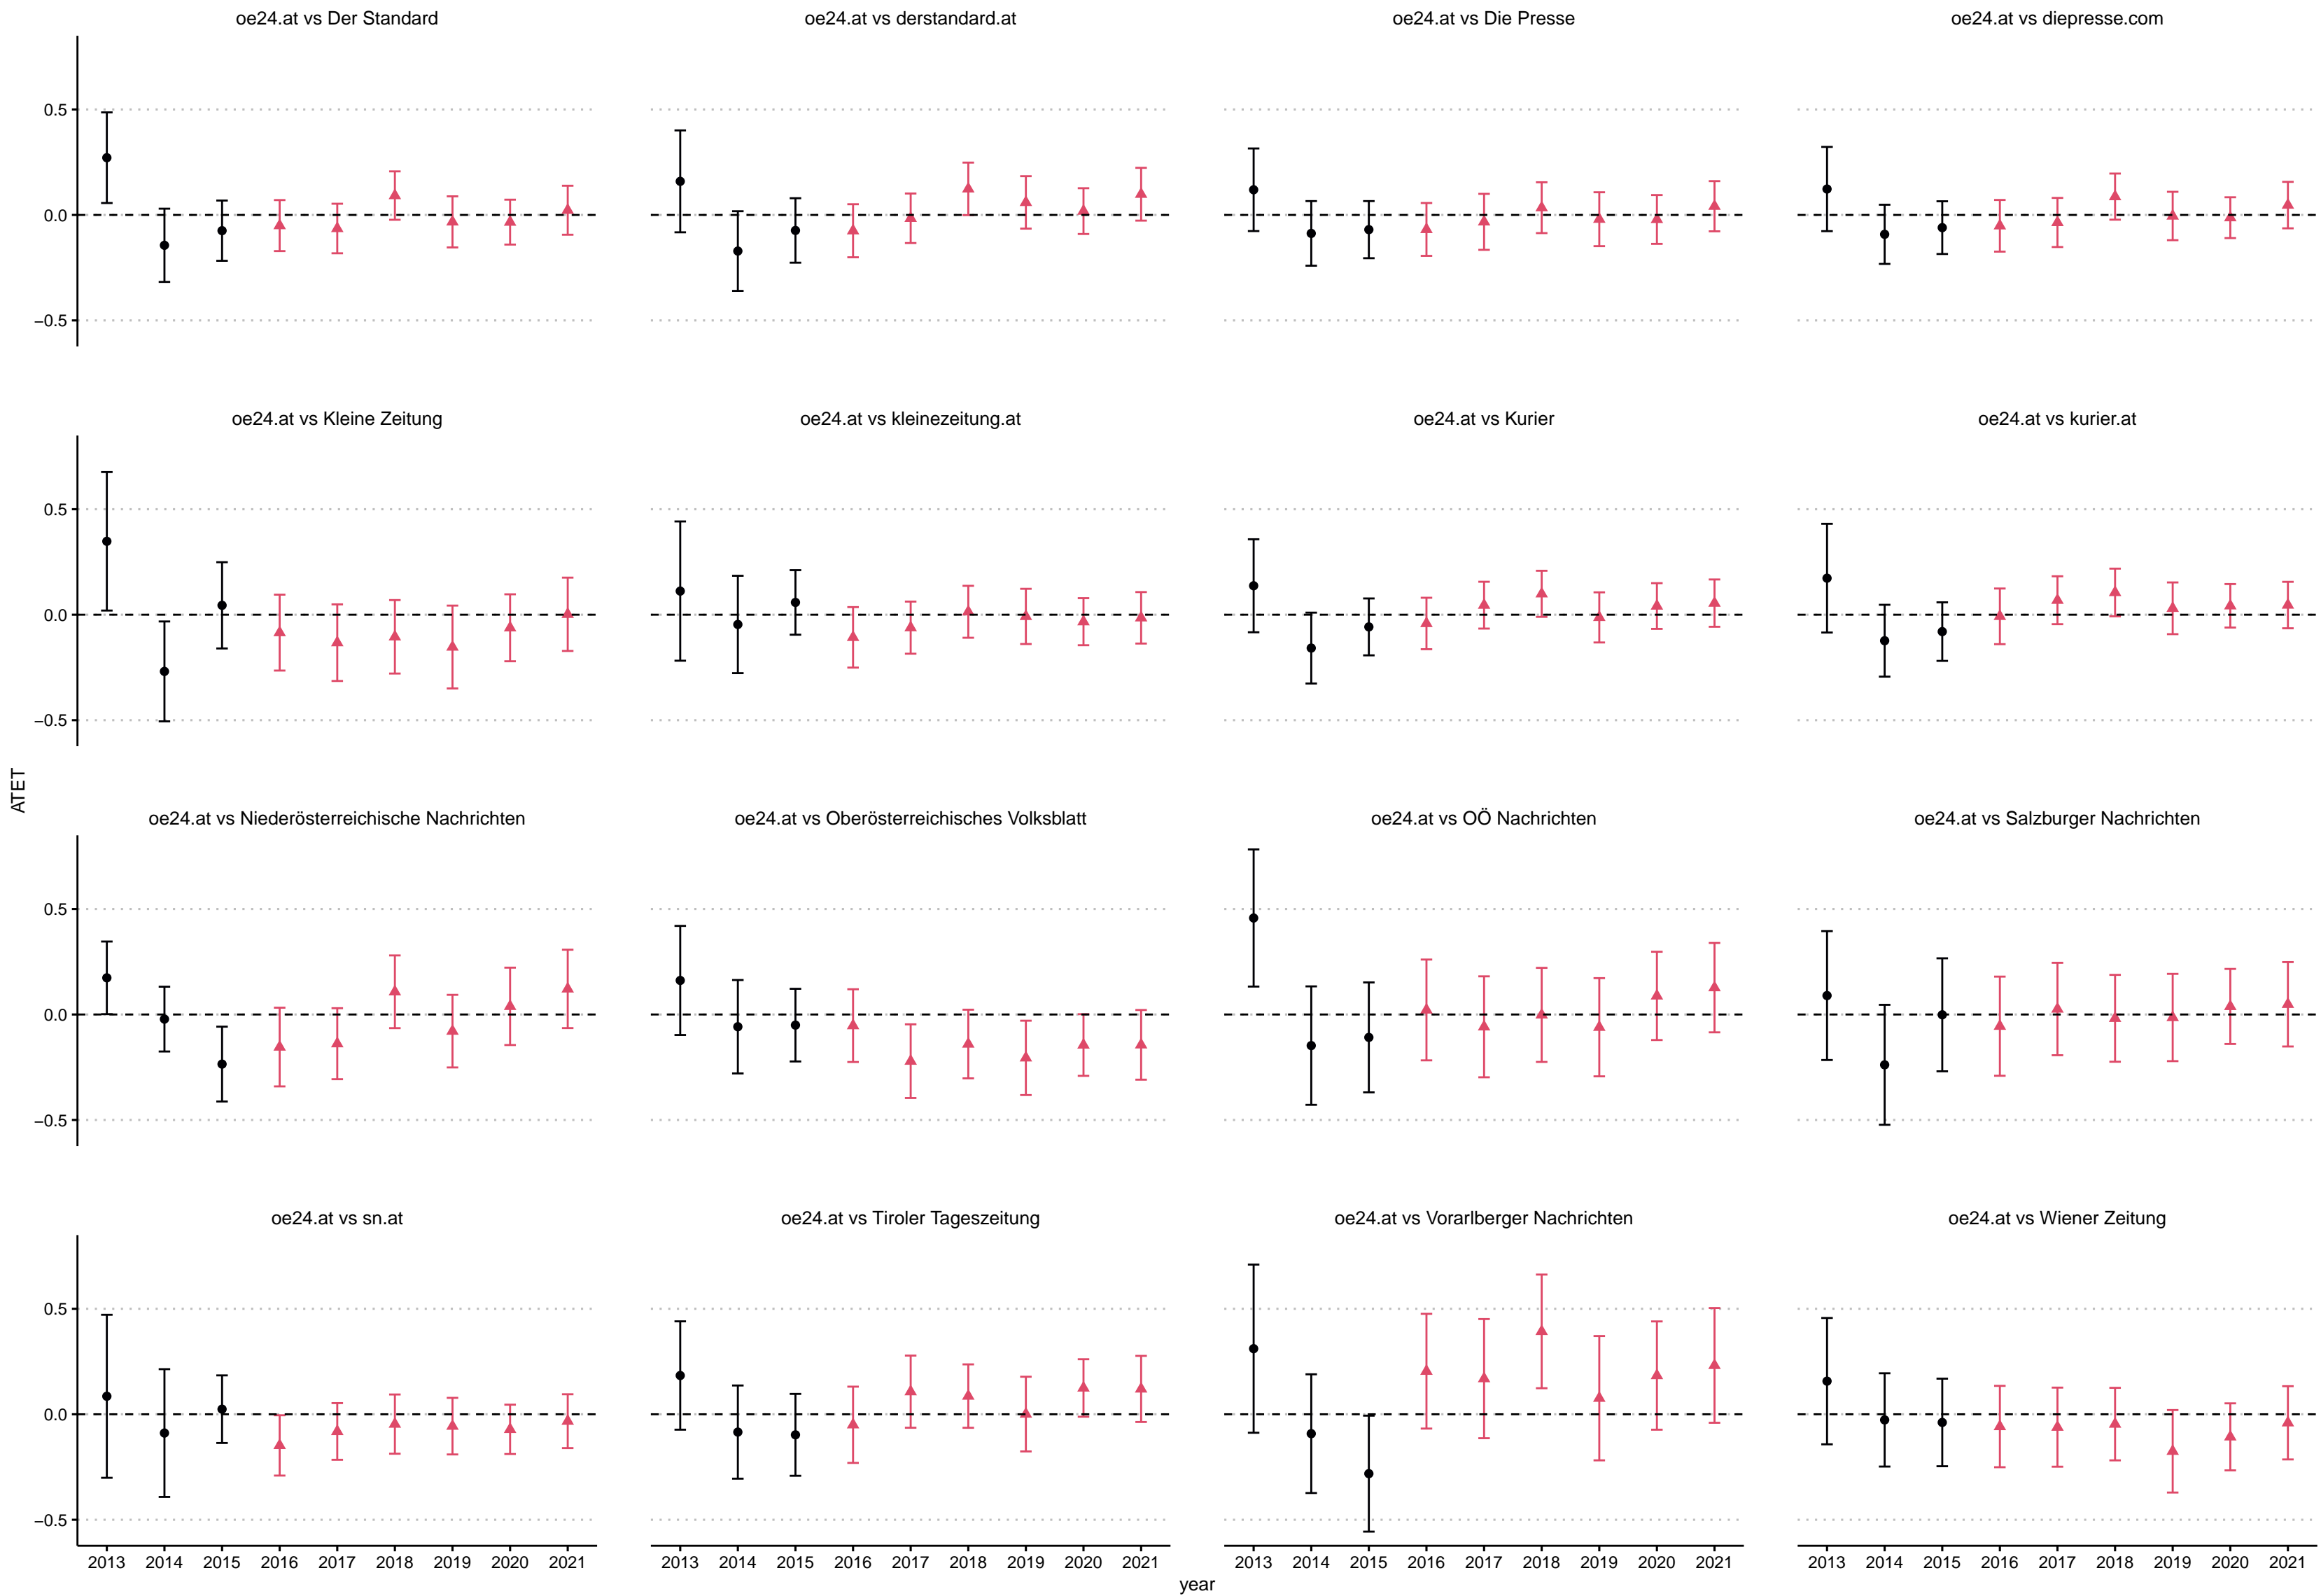 oe24.at vs Der Standard
oe24.at vs derstandard.at
oe24.at vs Die Presse
oe24.at vs diepresse.com
0.5
0.0
−0.5
oe24.at vs Kleine Zeitung
oe24.at vs kleinezeitung.at
oe24.at vs Kurier
oe24.at vs kurier.at
0.5
0.0
−0.5
ATET
oe24.at vs Niederösterreichische Nachrichten
oe24.at vs Oberösterreichisches Volksblatt
oe24.at vs OÖ Nachrichten
oe24.at vs Salzburger Nachrichten
0.5
0.0
−0.5
oe24.at vs sn.at
oe24.at vs Tiroler Tageszeitung
oe24.at vs Vorarlberger Nachrichten
oe24.at vs Wiener Zeitung
0.5
0.0
−0.5
2013 2014 2015 2016 2017 2018 2019 2020 2021
2013 2014 2015 2016 2017 2018 2019 2020 2021
2013 2014 2015 2016 2017 2018 2019 2020 2021
2013 2014 2015 2016 2017 2018 2019 2020 2021
year